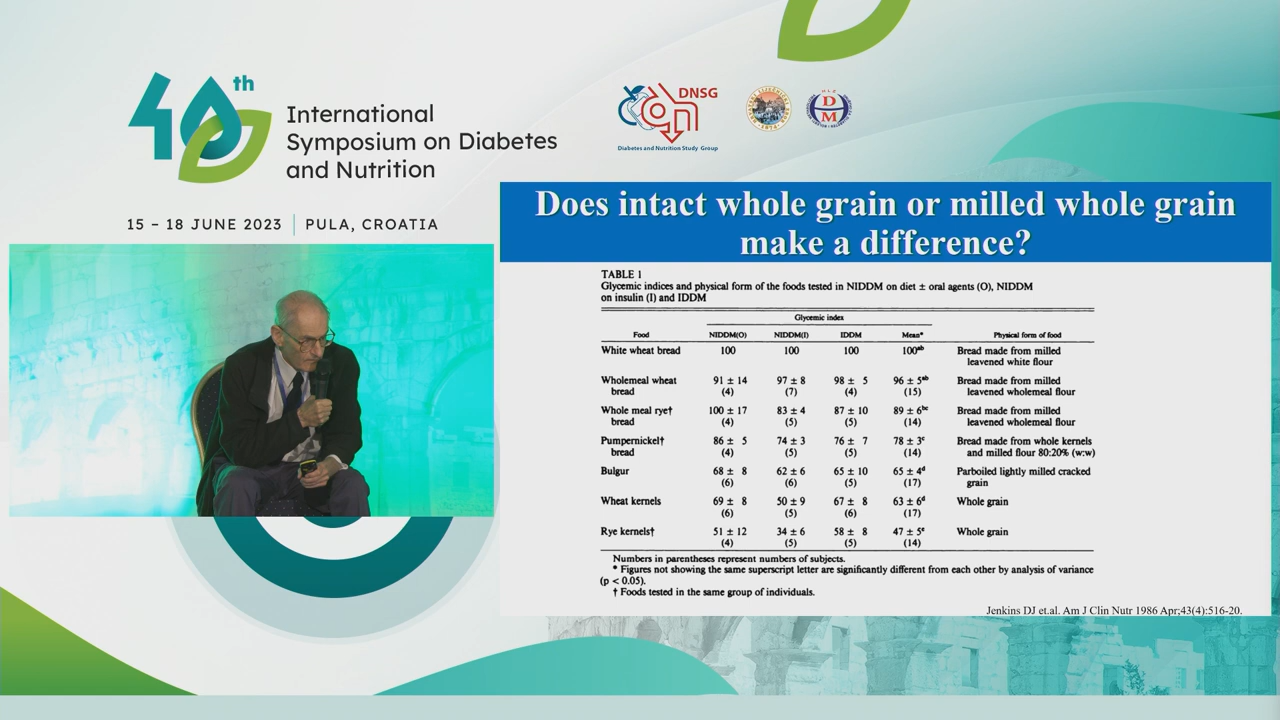 40th
International
Symposium on Diabetes
and Nutrition
15 – 18 JUNE 2023 | PULA, CROATIA
DNSG
Diabetes and Nutrition Study Group
D
M
Does intact whole grain or milled whole grain
make a difference?
TABLE 1
Glycemic indices and physical form of the foods tested in NIDDM on diet ± oral agents (O), NIDDM
on insulin (I) and IDDM
Glycemic index
Food NIDDM(O) NIDDM(I) IDDM Mean* Physical form of food
White wheat bread 100 100 100 100ab Bread made from milled
leavened white flour
Wholemeal wheat 91 ± 14 97 ± 8 98 ± 5 96 ± 5ab Bread made from milled
bread (4) (7) (4) (15) leavened wholemeal flour
Whole meal rye† 100 ± 17 83 ± 4 87 ± 10 89 ± 6bc Bread made from milled
bread (4) (5) (5) (14) leavened wholemeal flour
Pumpernickel† 86 ± 5 74 ± 3 76 ± 7 78 ± 3c Bread made from whole kernels
bread (4) (5) (5) (14) and milled flour 80:20% (w:w)
Bulgur 68 ± 8 62 ± 6 65 ± 10 65 ± 4d Parboiled lightly milled cracked
(6) (6) (5) (17) grain
Wheat kernels 69 ± 8 50 ± 9 67 ± 8 63 ± 6d Whole grain
(6) (5) (6) (17)
Rye kernels† 51 ± 12 34 ± 6 58 ± 8 47 ± 5e Whole grain
(4) (5) (5) (14)
Numbers in parentheses represent numbers of subjects.
* Figures not showing the same superscript letter are significantly different from each other by analysis of variance
(p < 0.05).
† Foods tested in the same group of individuals.
Jenkins DJ et.al. Am J Clin Nutr 1986 Apr;43(4):516-20.